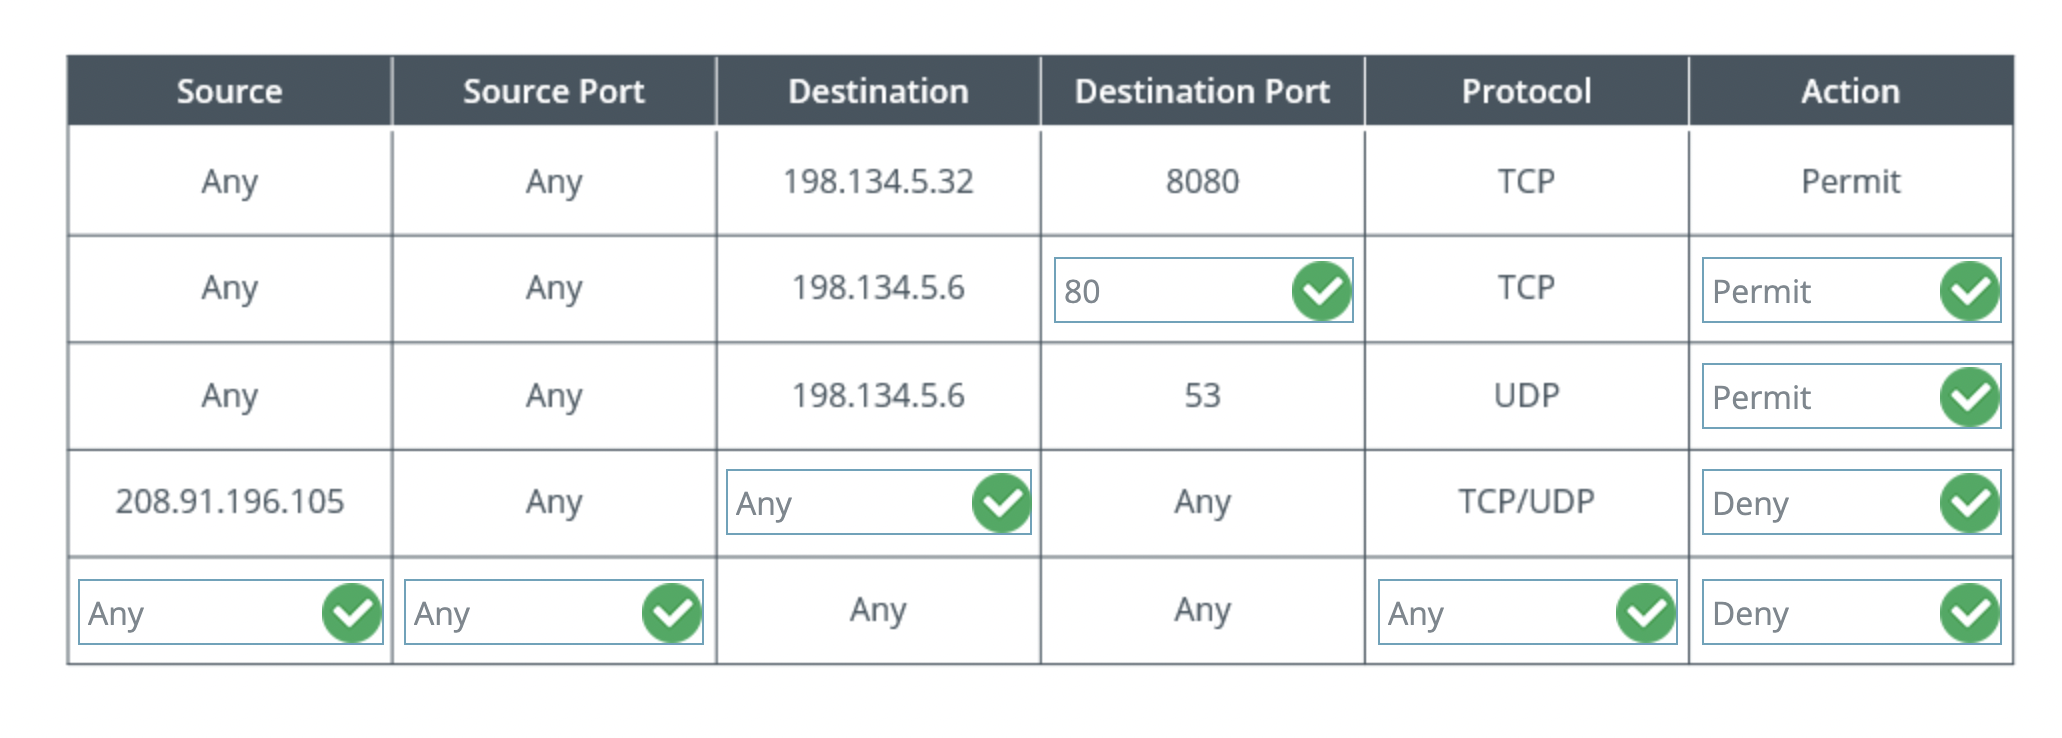 Source Source Port Destination Destination Port Protocol Action
Any Any 198.134.5.32 8080 TCP Permit
Any Any 198.134.5.6 80 TCP Permit
Any Any 198.134.5.6 53 UDP Permit
208.91.196.105 Any Any Any TCP/UDP Deny
Any Any Any Any Any Deny